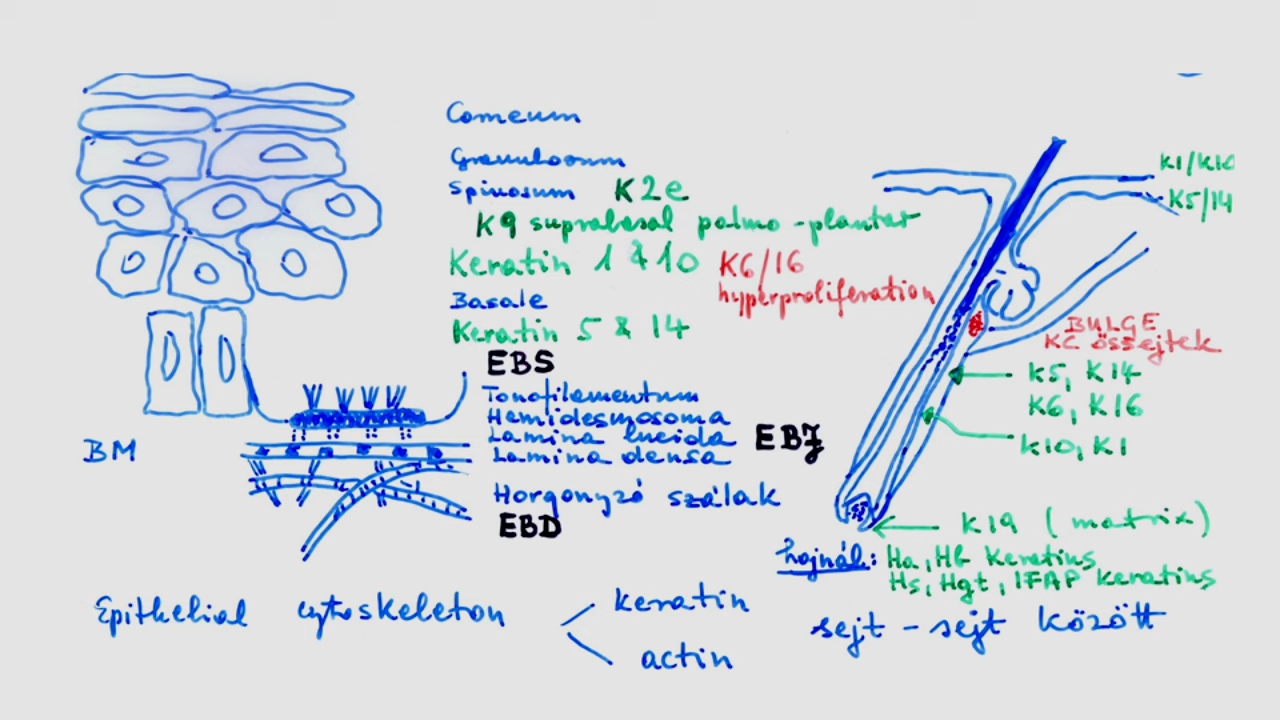 Corneum
Granulosum
Spinosum K2e
K9 suprabasal palmo-plantar
Keratin 1 & 10
K6/16
hyperproliferation
Basale
Keratin 5 & 14
EBS
Tonofilamentum
Hemidesmosoma
Lamina lucida
EBJ
Lamina densa
BM
Horgonyzó szálak
EBD
Epithelial cytoskeleton
keratin
actin
K1/K10
K5/14
BULGE
KC őssejtek
K5, K14
K6, K16
K10, K1
K19 (matrix)
hajnál: Ha, Hb Keratins
Hs, Hgt, IFAP keratins
sejt - sejt között